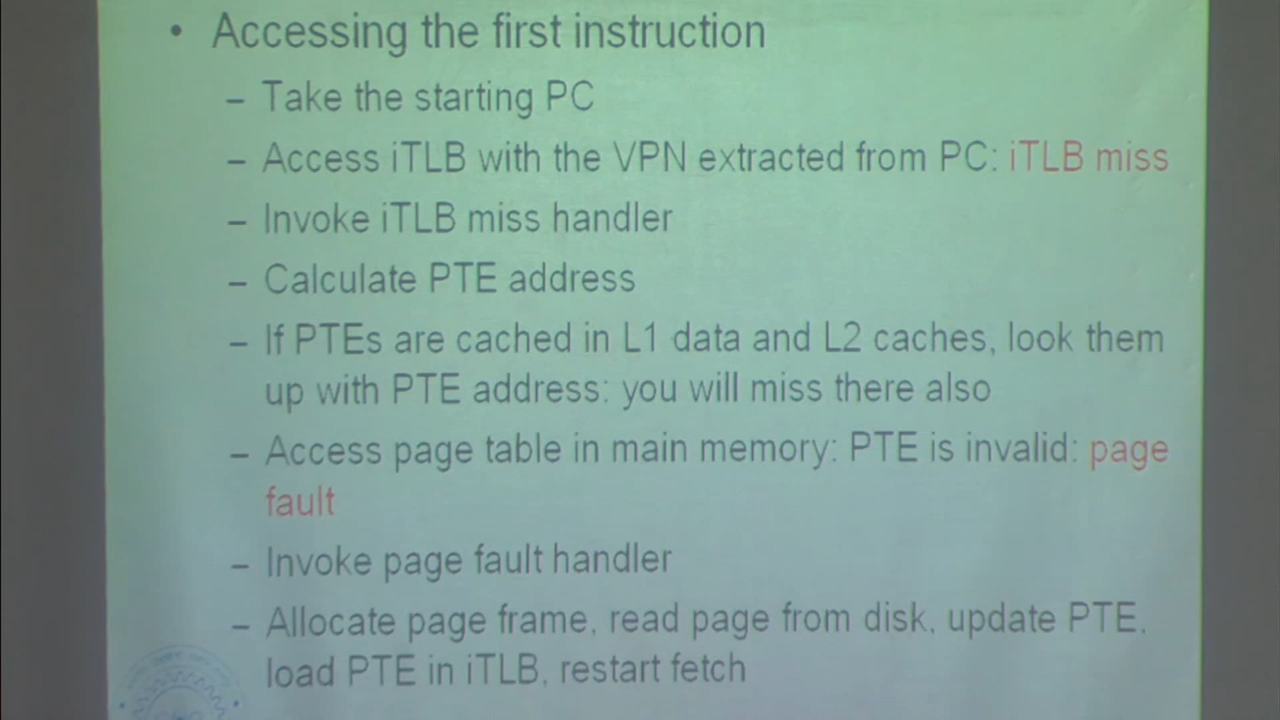 • Accessing the first instruction
– Take the starting PC
– Access iTLB with the VPN extracted from PC: iTLB miss
– Invoke iTLB miss handler
– Calculate PTE address
– If PTEs are cached in L1 data and L2 caches, look them
up with PTE address: you will miss there also
– Access page table in main memory: PTE is invalid: page
fault
– Invoke page fault handler
– Allocate page frame, read page from disk, update PTE,
load PTE in iTLB, restart fetch